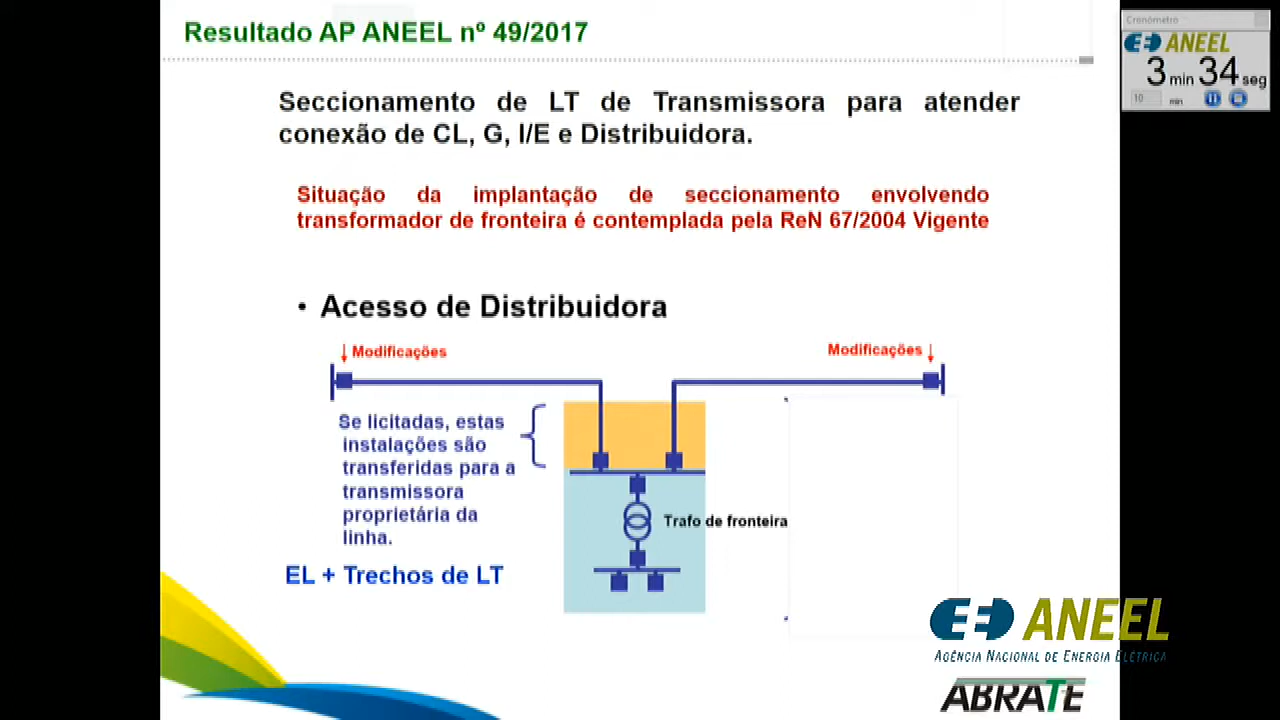 Resultado AP ANEEL nº 49/2017
Cronômetro
ANEEL
3 min 34 seg
10 min
Seccionamento de LT de Transmissora para atender
conexão de CL, G, I/E e Distribuidora.
Situação da implantação de seccionamento envolvendo
transformador de fronteira é contemplada pela ReN 67/2004 Vigente
• Acesso de Distribuidora
Modificações
Modificações
Se licitadas, estas
instalações são
transferidas para a
transmissora
proprietária da
linha.
Trafo de fronteira
EL + Trechos de LT
ANEEL
AGÊNCIA NACIONAL DE ENERGIA ELÉTRICA
ABRATE